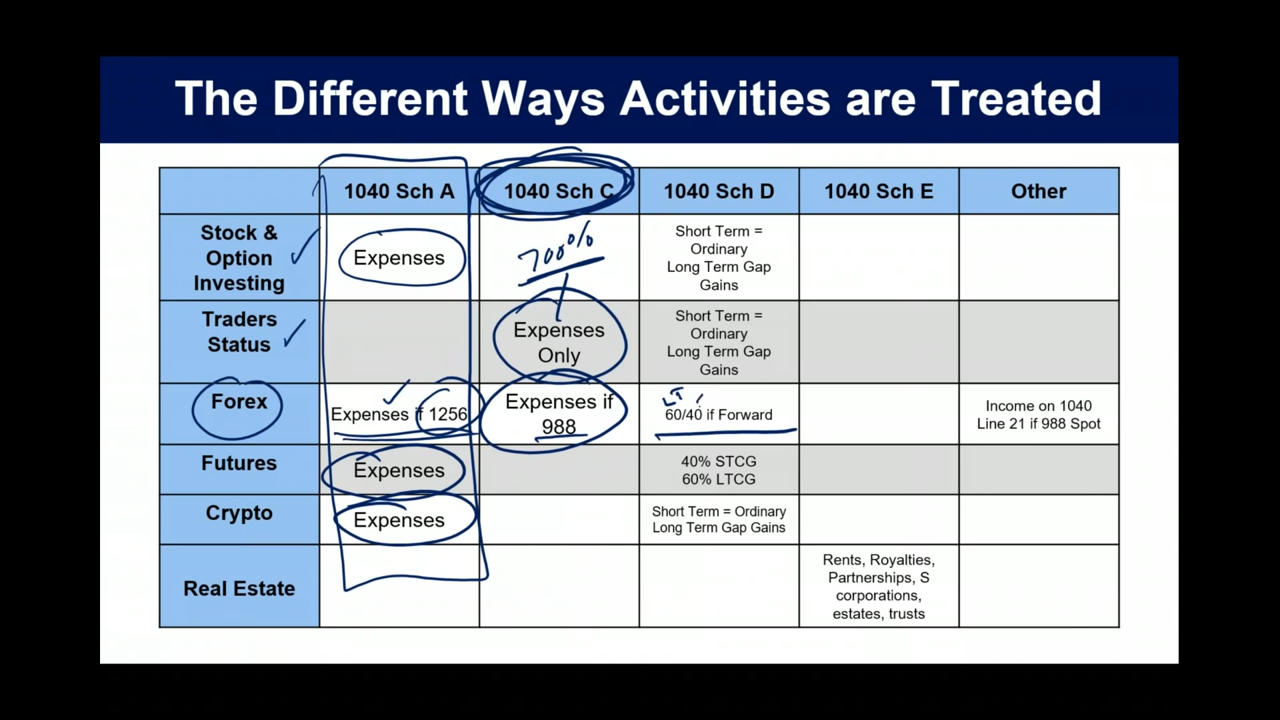 The Different Ways Activities are Treated
1040 Sch A
1040 Sch C
1040 Sch D
1040 Sch E
Other
Stock &
Option
Investing
Expenses
700%
Short Term =
Ordinary
Long Term Gap
Gains
Traders
Status
Expenses
Only
Short Term =
Ordinary
Long Term Gap
Gains
Forex
Expenses if 1256
Expenses if
988
LT
60/40 if Forward
Income on 1040
Line 21 if 988 Spot
Futures
Expenses
40% STCG
60% LTCG
Crypto
Expenses
Short Term = Ordinary
Long Term Gap Gains
Real Estate
Rents, Royalties,
Partnerships, S
corporations,
estates, trusts